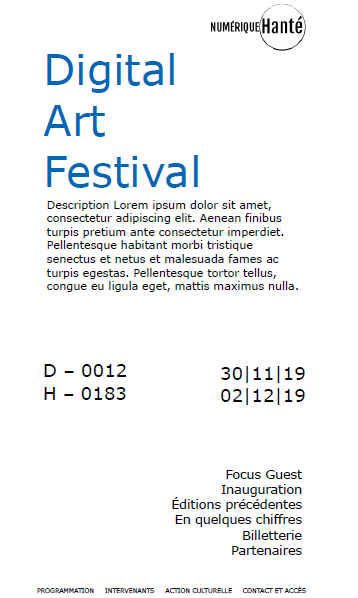 NUMÉRIQUE Hanté
Digital
Art
Festival
Description Lorem ipsum dolor sit amet,
consectetur adipiscing elit. Aenean finibus
turpis pretium ante consectetur imperdiet.
Pellentesque habitant morbi tristique
senectus et netus et malesuada fames ac
turpis egestas. Pellentesque tortor tellus,
congue eu ligula eget, mattis maximus nulla.
D – 0012
H – 0183
30|11|19
02|12|19
Focus Guest
Inauguration
Éditions précédentes
En quelques chiffres
Billetterie
Partenaires
PROGRAMMATION INTERVENANTS ACTION CULTURELLE CONTACT ET ACCÈS